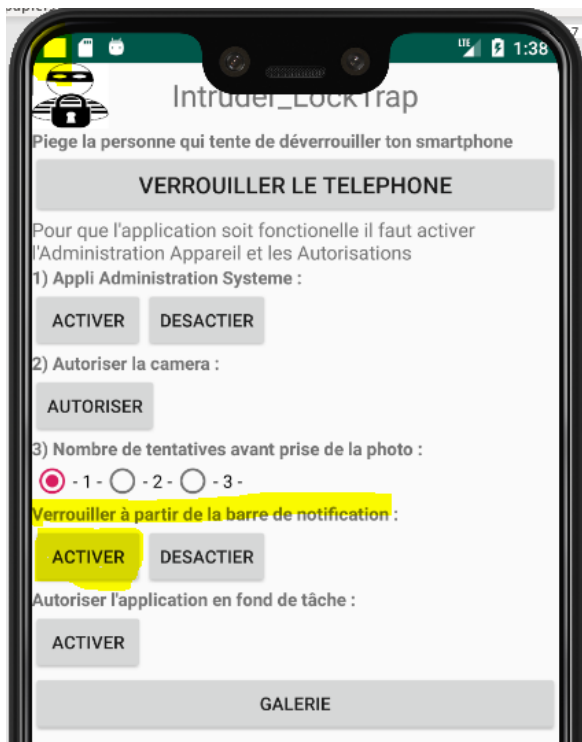 LTE 1:38
Intruder_LockTrap
Piege la personne qui tente de déverrouiller ton smartphone
VERROUILLER LE TELEPHONE
Pour que l'application soit fonctionelle il faut activer
l'Administration Appareil et les Autorisations
1) Appli Administration Systeme :
ACTIVER DESACTIER
2) Autoriser la camera :
AUTORISER
3) Nombre de tentatives avant prise de la photo :
- 1 - - 2 - - 3 -
Verrouiller à partir de la barre de notification :
ACTIVER DESACTIER
Autoriser l'application en fond de tâche :
ACTIVER
GALERIE